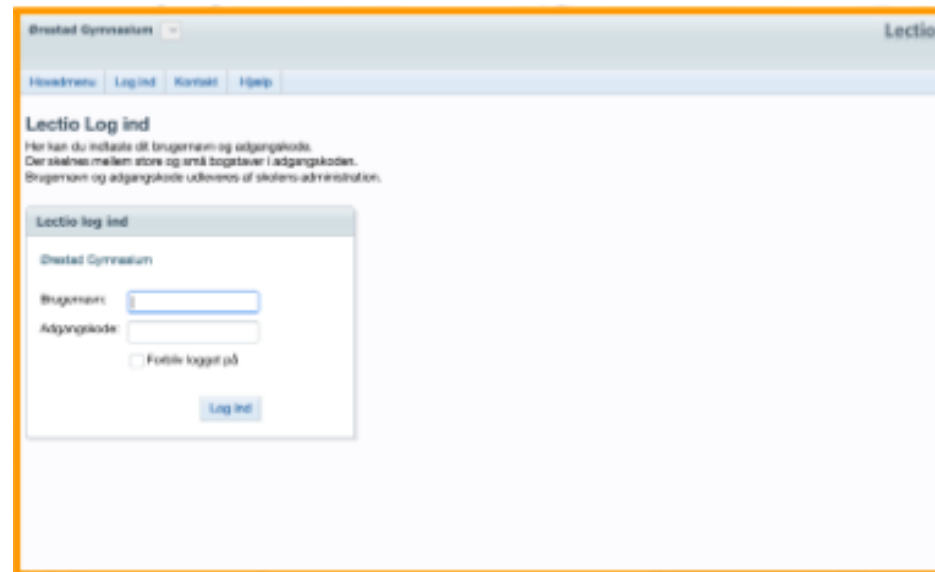 Ørestad Gymnasium
Lectio
Hovedmenu Log ind Kontakt Hjælp
Lectio Log ind
Her kan du indtaste dit brugernavn og adgangskode.
Der skelnes mellem store og små bogstaver i adgangskoden.
Brugernavn og adgangskode udleveres af skolens administration.
Lectio log ind
Ørestad Gymnasium
Brugernavn:
Adgangskode:
Forbliv logget på
Log ind